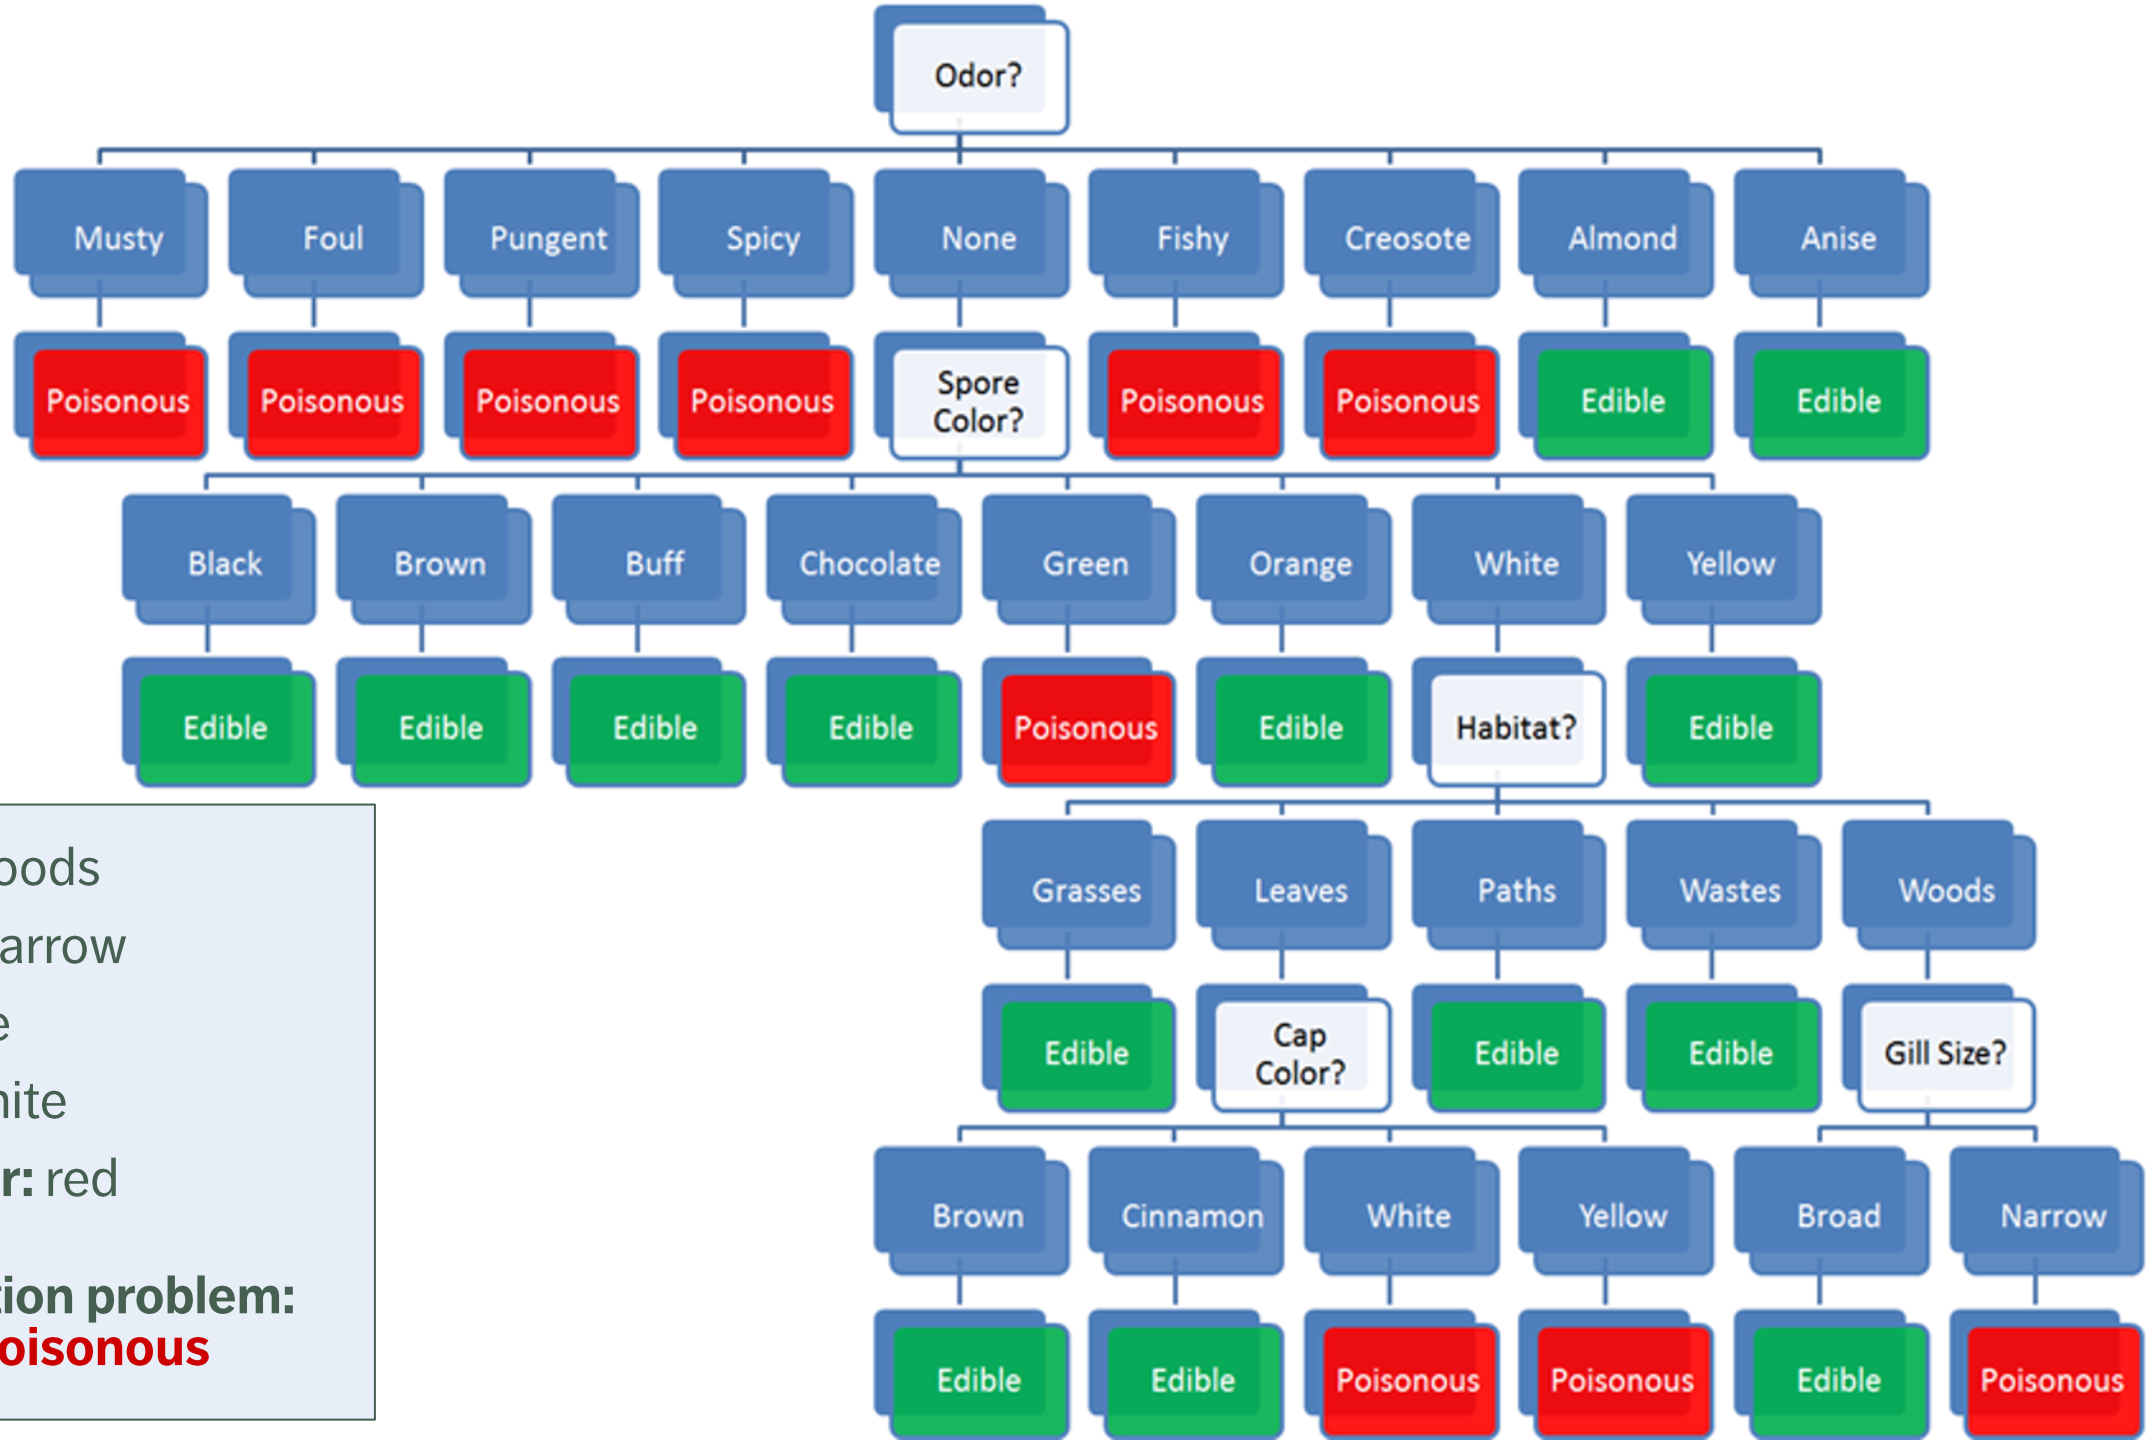 Odor?
Musty Foul Pungent Spicy None Fishy Creosote Almond Anise
Poisonous Poisonous Poisonous Poisonous Spore Color? Poisonous Poisonous Edible Edible
Black Brown Buff Chocolate Green Orange White Yellow
Edible Edible Edible Edible Poisonous Edible Habitat? Edible
Grasses Leaves Paths Wastes Woods
Edible Cap Color? Edible Edible Gill Size?
Brown Cinnamon White Yellow Broad Narrow
Edible Edible Poisonous Poisonous Edible Poisonous
oods
arrow
e
hite
r: red
tion problem:
oisonous